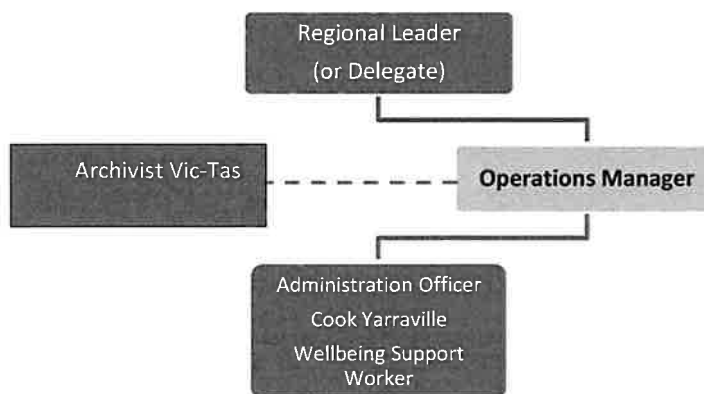 Regional Leader
(or Delegate)
Archivist Vic-Tas
Operations Manager
Administration Officer
Cook Yarraville
Wellbeing Support
Worker